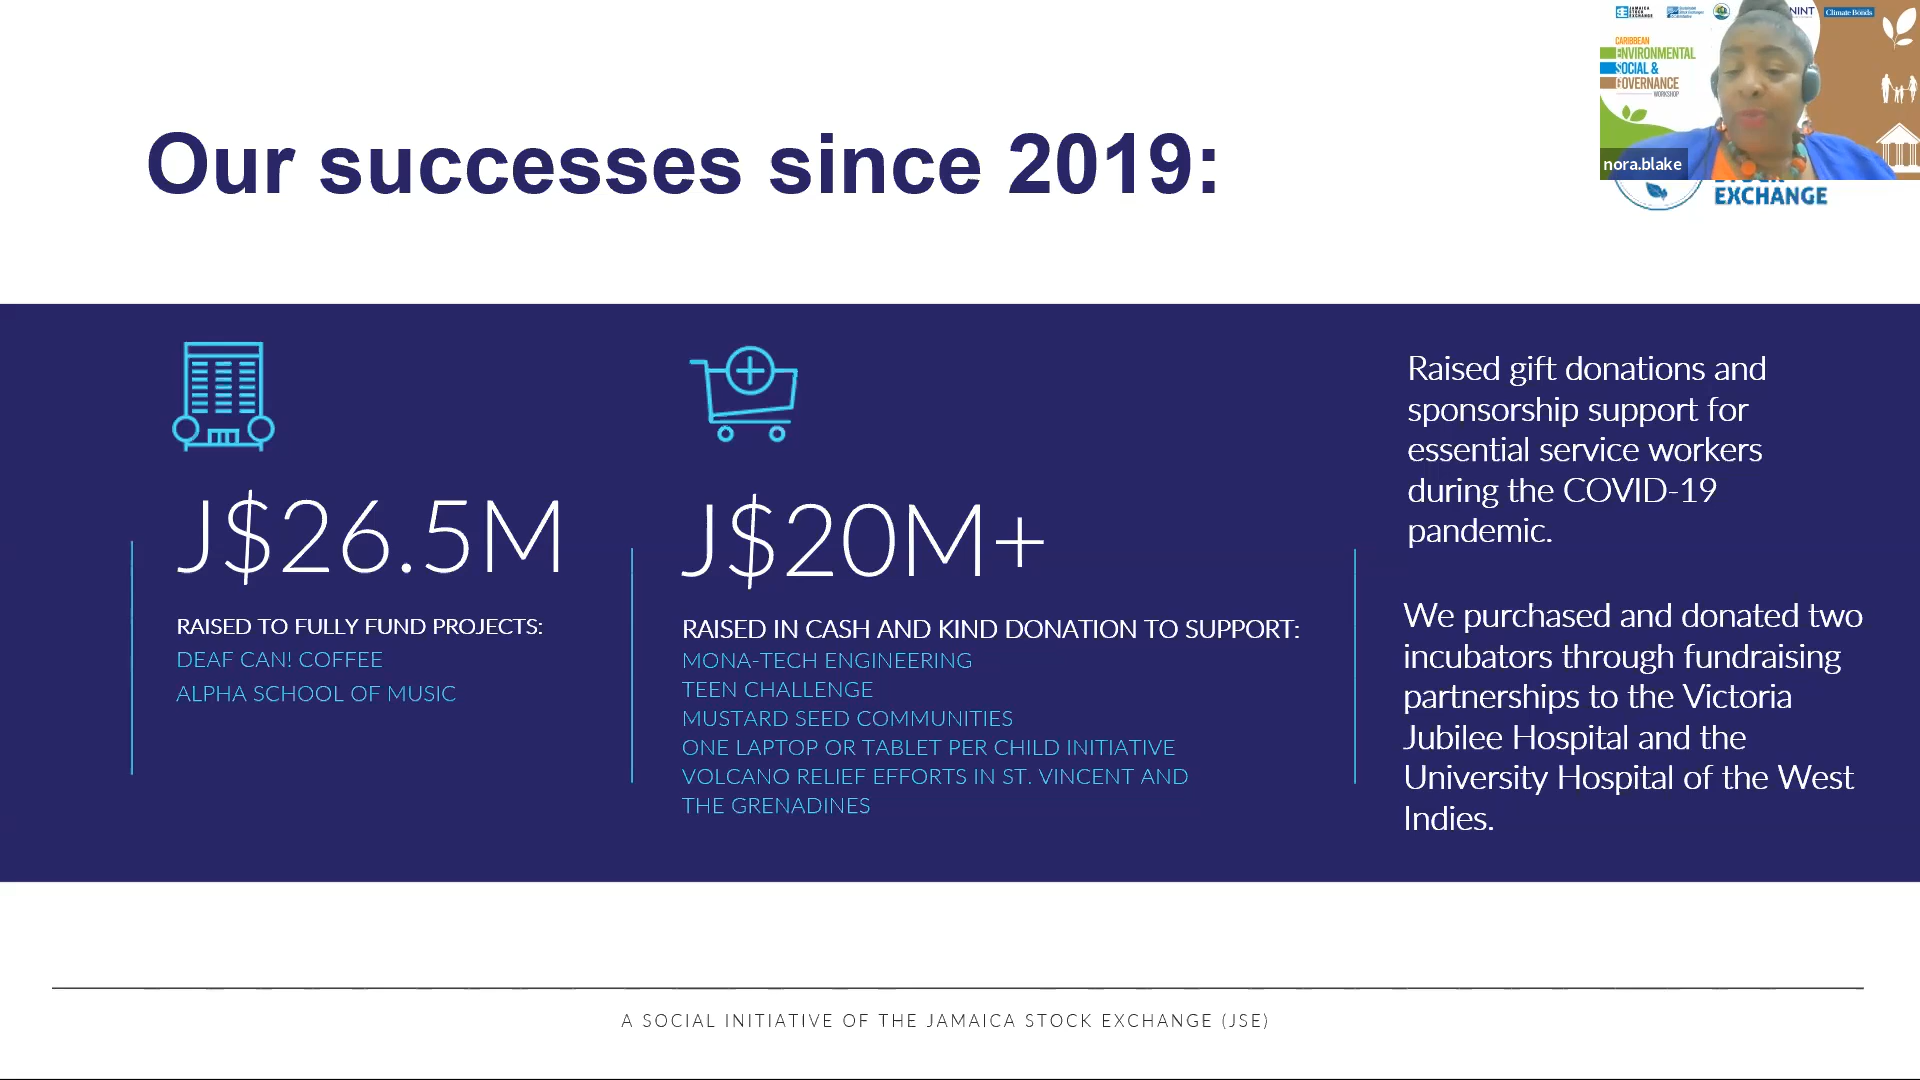 Our successes since 2019:
JAMAICA
STOCK
EXCHANGE
NINT
Climate Bonds
CARIBBEAN
ENVIRONMENTAL
SOCIAL &
GOVERNANCE
WORKSHOP
nora.blake
EXCHANGE
J$26.5M
RAISED TO FULLY FUND PROJECTS:
DEAF CAN! COFFEE
ALPHA SCHOOL OF MUSIC
J$20M+
RAISED IN CASH AND KIND DONATION TO SUPPORT:
MONA-TECH ENGINEERING
TEEN CHALLENGE
MUSTARD SEED COMMUNITIES
ONE LAPTOP OR TABLET PER CHILD INITIATIVE
VOLCANO RELIEF EFFORTS IN ST. VINCENT AND
THE GRENADINES
Raised gift donations and
sponsorship support for
essential service workers
during the COVID-19
pandemic.
We purchased and donated two
incubators through fundraising
partnerships to the Victoria
Jubilee Hospital and the
University Hospital of the West
Indies.
A SOCIAL INITIATIVE OF THE JAMAICA STOCK EXCHANGE (JSE)